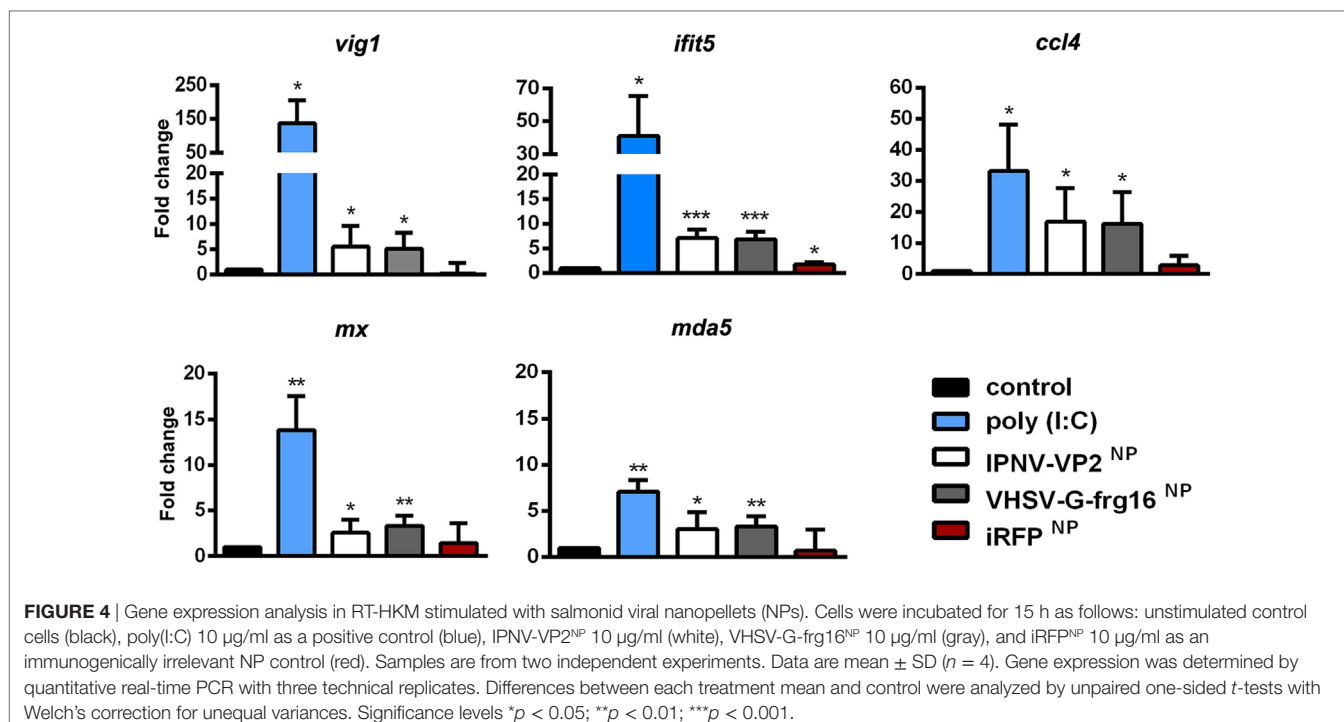 vig1
Fold change
250
150
50
20
15
10
5
0
*
*
*
ifit5
70
50
30
20
15
10
5
0
*
***
***
*
ccl4
60
50
40
30
20
10
0
*
*
*
mx
Fold change
20
15
10
5
0
**
*
**
mda5
20
15
10
5
0
**
*
**
control
poly (I:C)
IPNV-VP2 NP
VHSV-G-frg16 NP
iRFP NP
FIGURE 4 | Gene expression analysis in RT-HKM stimulated with salmonid viral nanopellets (NPs). Cells were incubated for 15 h as follows: unstimulated control
cells (black), poly(I:C) 10 µg/ml as a positive control (blue), IPNV-VP2NP 10 µg/ml (white), VHSV-G-frg16NP 10 µg/ml (gray), and iRFPNP 10 µg/ml as an
immunogenically irrelevant NP control (red). Samples are from two independent experiments. Data are mean ± SD (n = 4). Gene expression was determined by
quantitative real-time PCR with three technical replicates. Differences between each treatment mean and control were analyzed by unpaired one-sided t-tests with
Welch's correction for unequal variances. Significance levels *p < 0.05; **p < 0.01; ***p < 0.001.